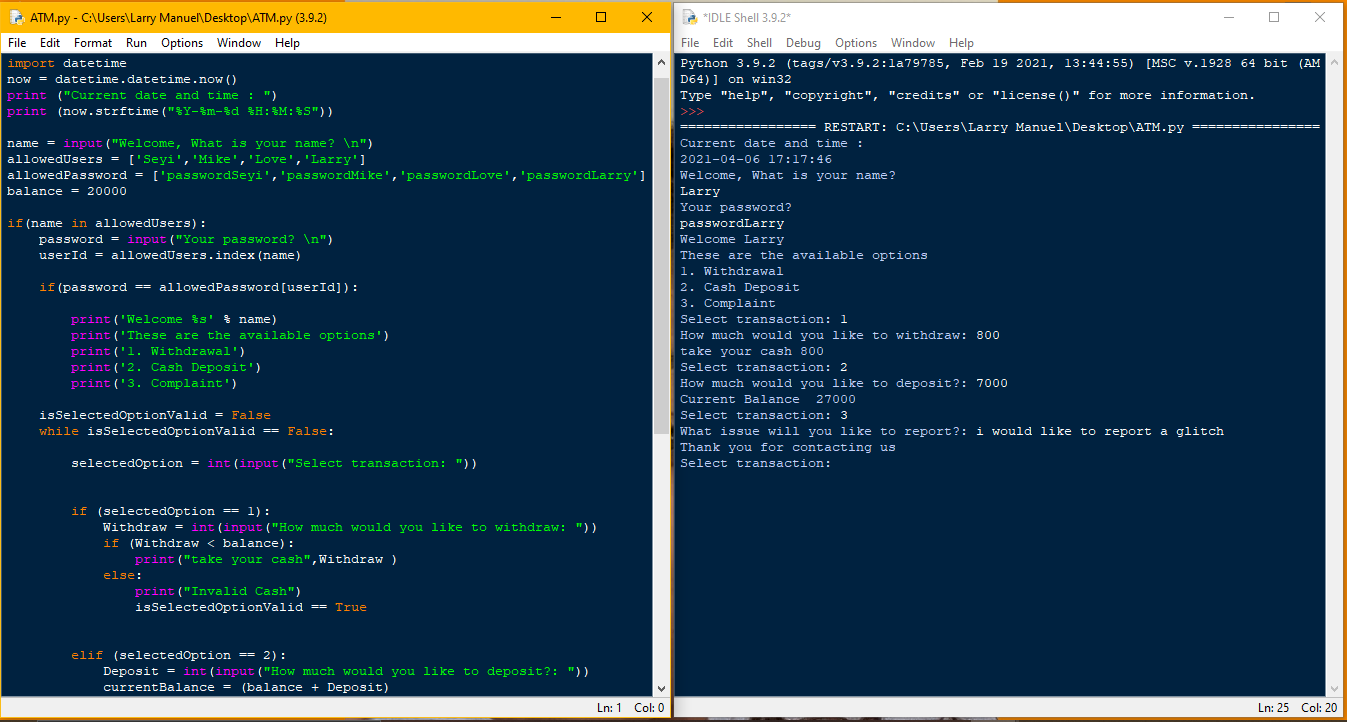 ATM.py - C:\Users\Larry Manuel\Desktop\ATM.py (3.9.2)
File Edit Format Run Options Window Help
import datetime
now = datetime.datetime.now()
print ("Current date and time : ")
print (now.strftime("%Y-%m-%d %H:%M:%S"))
name = input("Welcome, What is your name? \n")
allowedUsers = ['Seyi','Mike','Love','Larry']
allowedPassword = ['passwordSeyi','passwordMike','passwordLove','passwordLarry']
balance = 20000
if(name in allowedUsers):
    password = input("Your password? \n")
    userId = allowedUsers.index(name)
    if(password == allowedPassword[userId]):
        print('Welcome %s' % name)
        print('These are the available options')
        print('1. Withdrawal')
        print('2. Cash Deposit')
        print('3. Complaint')
    isSelectedOptionValid = False
    while isSelectedOptionValid == False:
        selectedOption = int(input("Select transaction: "))
        if (selectedOption == 1):
            Withdraw = int(input("How much would you like to withdraw: "))
            if (Withdraw < balance):
                print("take your cash",Withdraw )
            else:
                print("Invalid Cash")
                isSelectedOptionValid == True
        elif (selectedOption == 2):
            Deposit = int(input("How much would you like to deposit?: "))
            currentBalance = (balance + Deposit)
Ln: 1 Col: 0
*IDLE Shell 3.9.2*
File Edit Shell Debug Options Window Help
Python 3.9.2 (tags/v3.9.2:1a79785, Feb 19 2021, 13:44:55) [MSC v.1928 64 bit (AM
D64)] on win32
Type "help", "copyright", "credits" or "license()" for more information.
>>>
================= RESTART: C:\Users\Larry Manuel\Desktop\ATM.py ================
Current date and time :
2021-04-06 17:17:46
Welcome, What is your name?
Larry
Your password?
passwordLarry
Welcome Larry
These are the available options
1. Withdrawal
2. Cash Deposit
3. Complaint
Select transaction: 1
How much would you like to withdraw: 800
take your cash 800
Select transaction: 2
How much would you like to deposit?: 7000
Current Balance  27000
Select transaction: 3
What issue will you like to report?: i would like to report a glitch
Thank you for contacting us
Select transaction:
Ln: 25 Col: 20